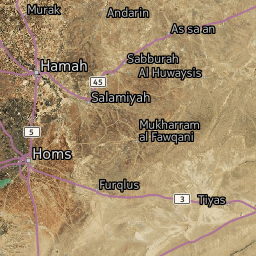 Murak
Andarin
As sa an
Hamah
Sabburah
Al Huwaysis
45
Salamiyah
Mukharram
al Fawqani
5
Homs
Furqlus
3
Tiyas